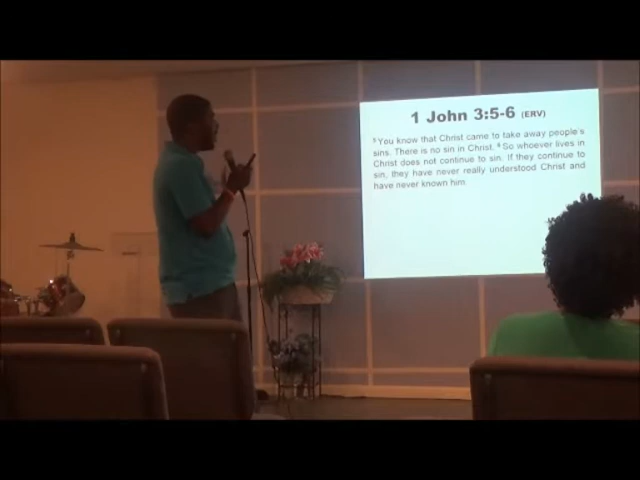 1 John 3:5-6 (ERV)
⁵ You know that Christ came to take away people's
sins. There is no sin in Christ. ⁶ So whoever lives in
Christ does not continue to sin. If they continue to
sin, they have never really understood Christ and
have never known him.